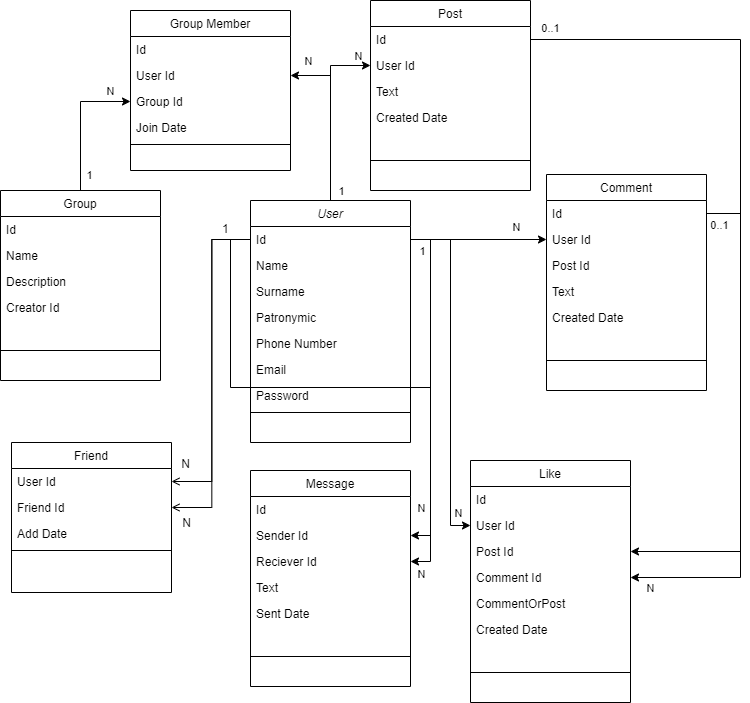 Group Member
Id
User Id
Group Id
Join Date
Post
Id
User Id
Text
Created Date
0..1
N
N
N
1
1
Group
Id
Name
Description
Creator Id
User
Id
Name
Surname
Patronymic
Phone Number
Email
Password
1
1
N
Comment
Id
User Id
Post Id
Text
Created Date
0..1
Friend
User Id
Friend Id
Add Date
N
N
Message
Id
Sender Id
Reciever Id
Text
Sent Date
N
N
Like
Id
User Id
Post Id
Comment Id
CommentOrPost
Created Date
N
N